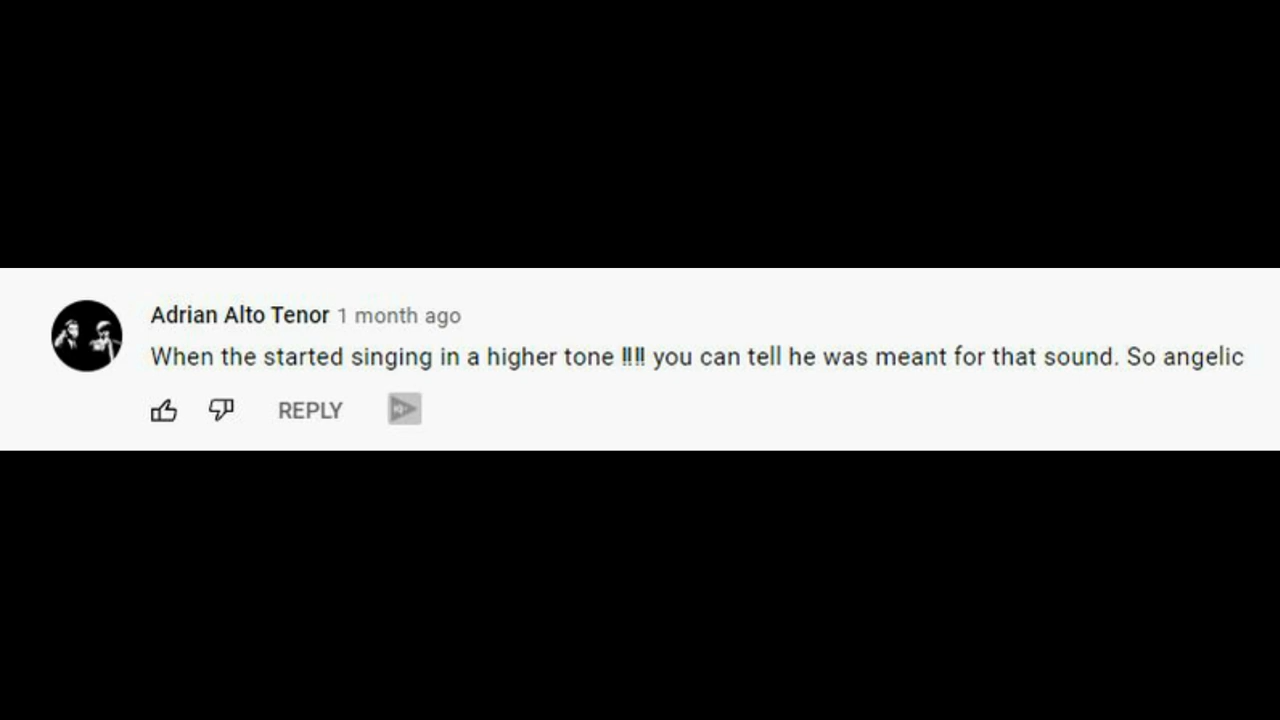 Adrian Alto Tenor 1 month ago
When the started singing in a higher tone ‼‼ you can tell he was meant for that sound. So angelic
REPLY